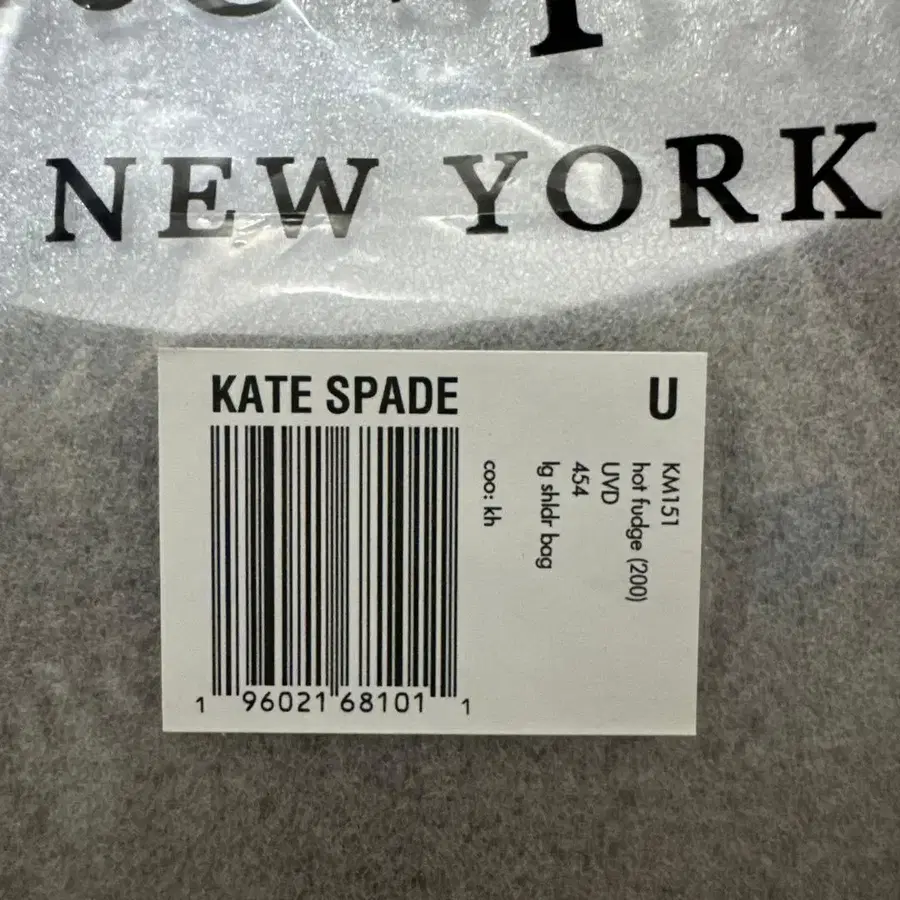 NEW YORK
KATE SPADE
U
KM151
hot fudge (200)
UVD
454
lg shldr bag
coo: kh
1 96021 68101 1